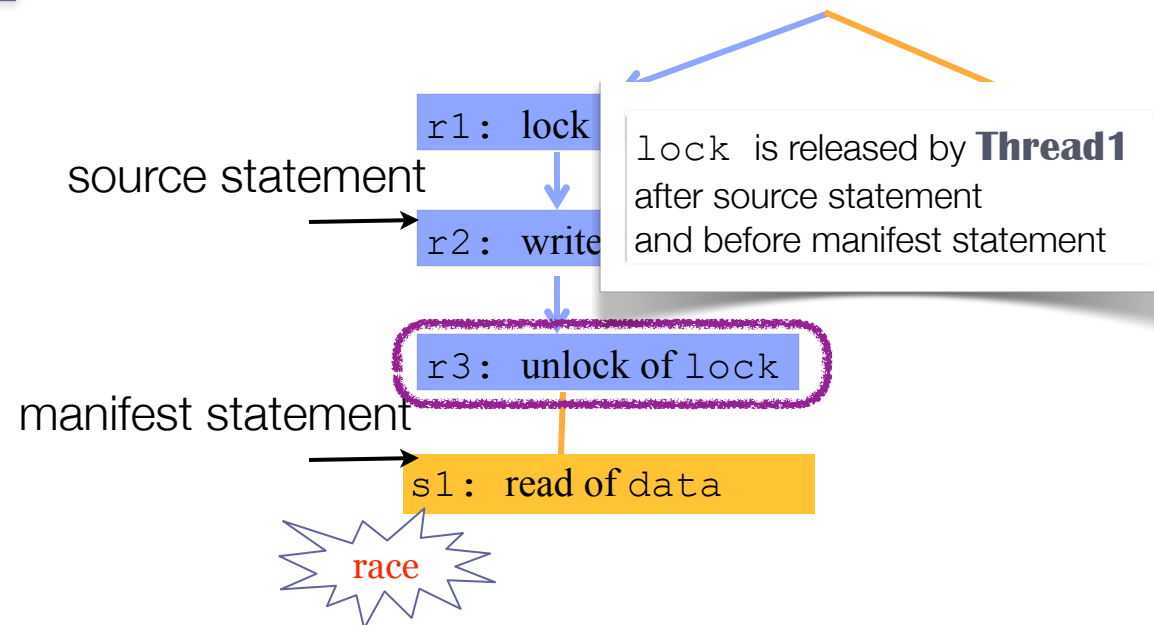 r1: lock
lock is released by Thread1
after source statement
and before manifest statement
source statement
r2: write
r3: unlock of lock
manifest statement
s1: read of data
race